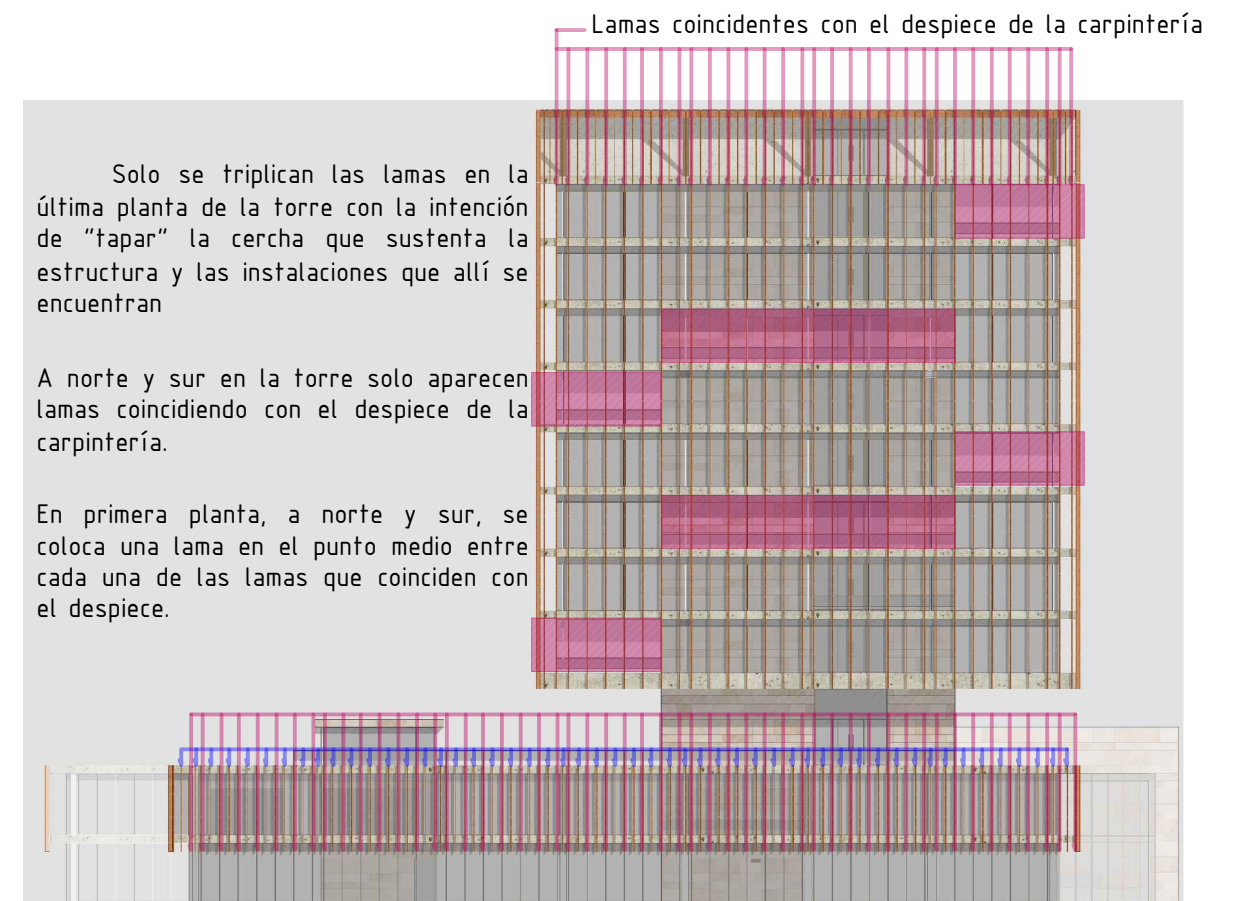 Lamas coincidentes con el despiece de la carpintería
Solo se triplican las lamas en la
última planta de la torre con la intención
de "tapar" la cercha que sustenta la
estructura y las instalaciones que allí se
encuentran
A norte y sur en la torre solo aparecen
lamas coincidiendo con el despiece de la
carpintería.
En primera planta, a norte y sur, se
coloca una lama en el punto medio entre
cada una de las lamas que coinciden con
el despiece.